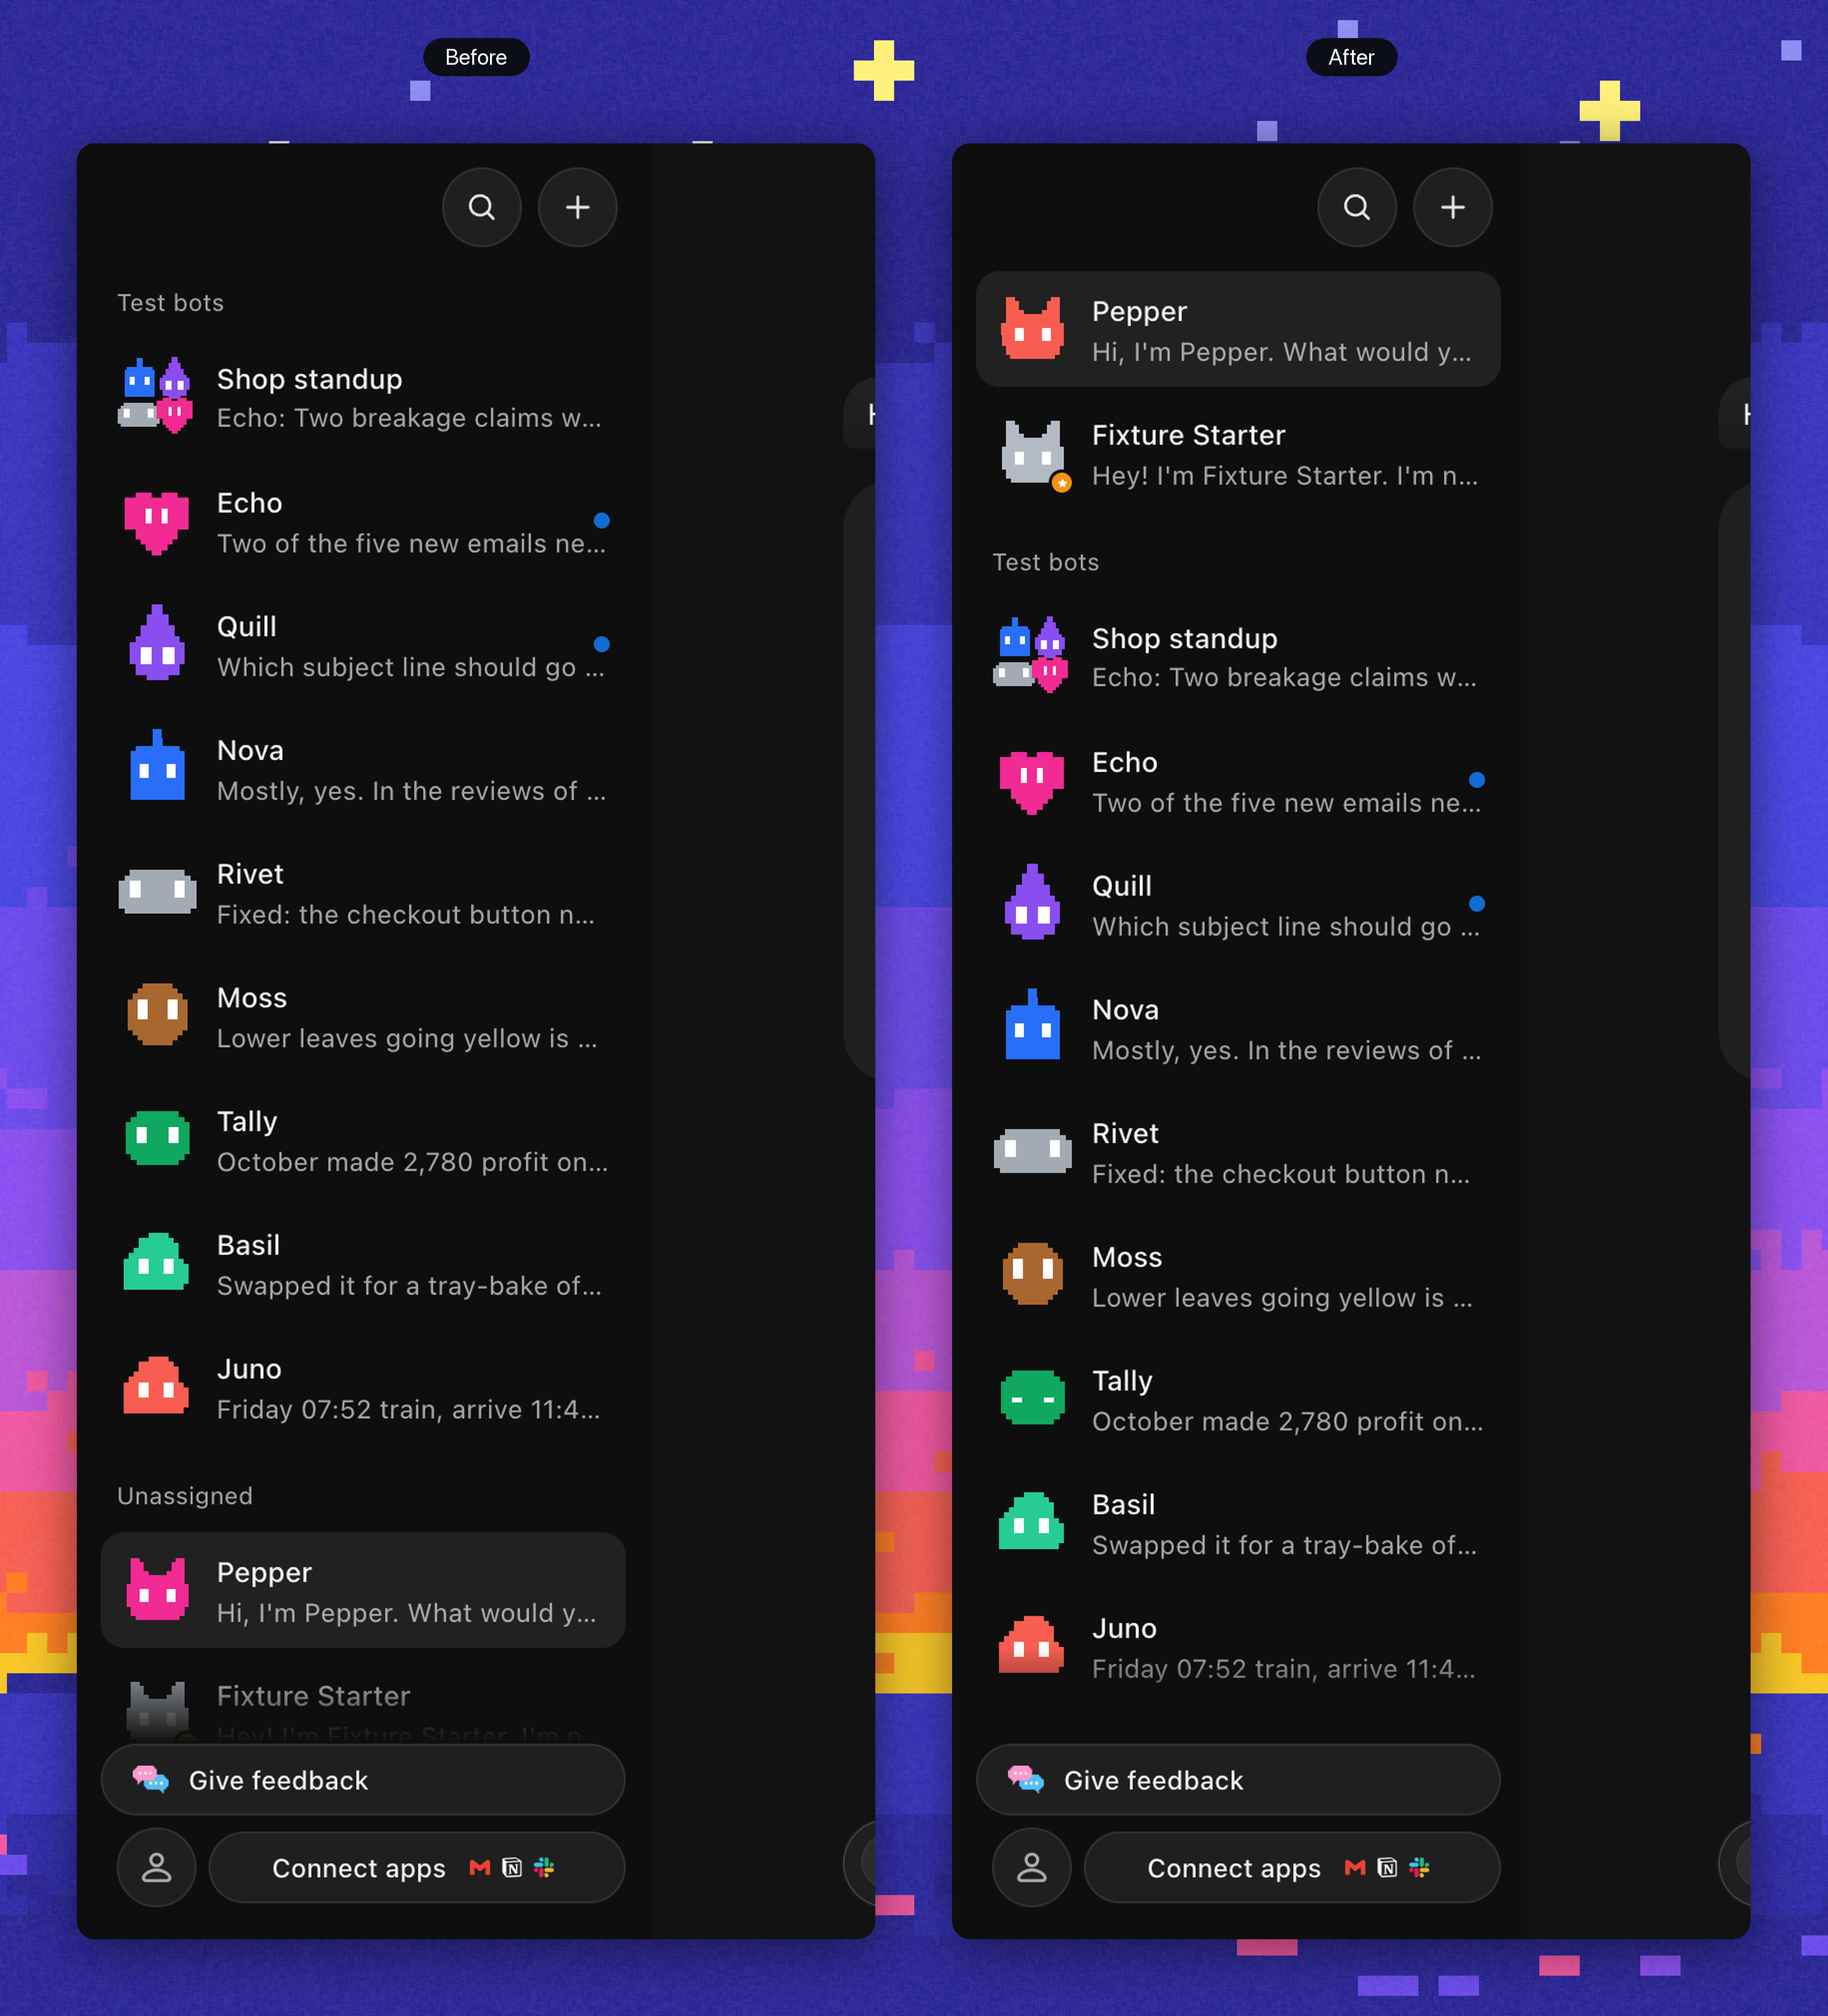 Before
Test bots
Shop standup
Echo: Two breakage claims w...
Echo
Two of the five new emails ne...
Quill
Which subject line should go ...
Nova
Mostly, yes. In the reviews of ...
Rivet
Fixed: the checkout button n...
Moss
Lower leaves going yellow is ...
Tally
October made 2,780 profit on...
Basil
Swapped it for a tray-bake of...
Juno
Friday 07:52 train, arrive 11:4...
Unassigned
Pepper
Hi, I'm Pepper. What would y...
Fixture Starter
Hey! I'm Fixture Starter. I'm n...
Give feedback
Connect apps
After
Pepper
Hi, I'm Pepper. What would y...
Fixture Starter
Hey! I'm Fixture Starter. I'm n...
Test bots
Shop standup
Echo: Two breakage claims w...
Echo
Two of the five new emails ne...
Quill
Which subject line should go ...
Nova
Mostly, yes. In the reviews of ...
Rivet
Fixed: the checkout button n...
Moss
Lower leaves going yellow is ...
Tally
October made 2,780 profit on...
Basil
Swapped it for a tray-bake of...
Juno
Friday 07:52 train, arrive 11:4...
Give feedback
Connect apps